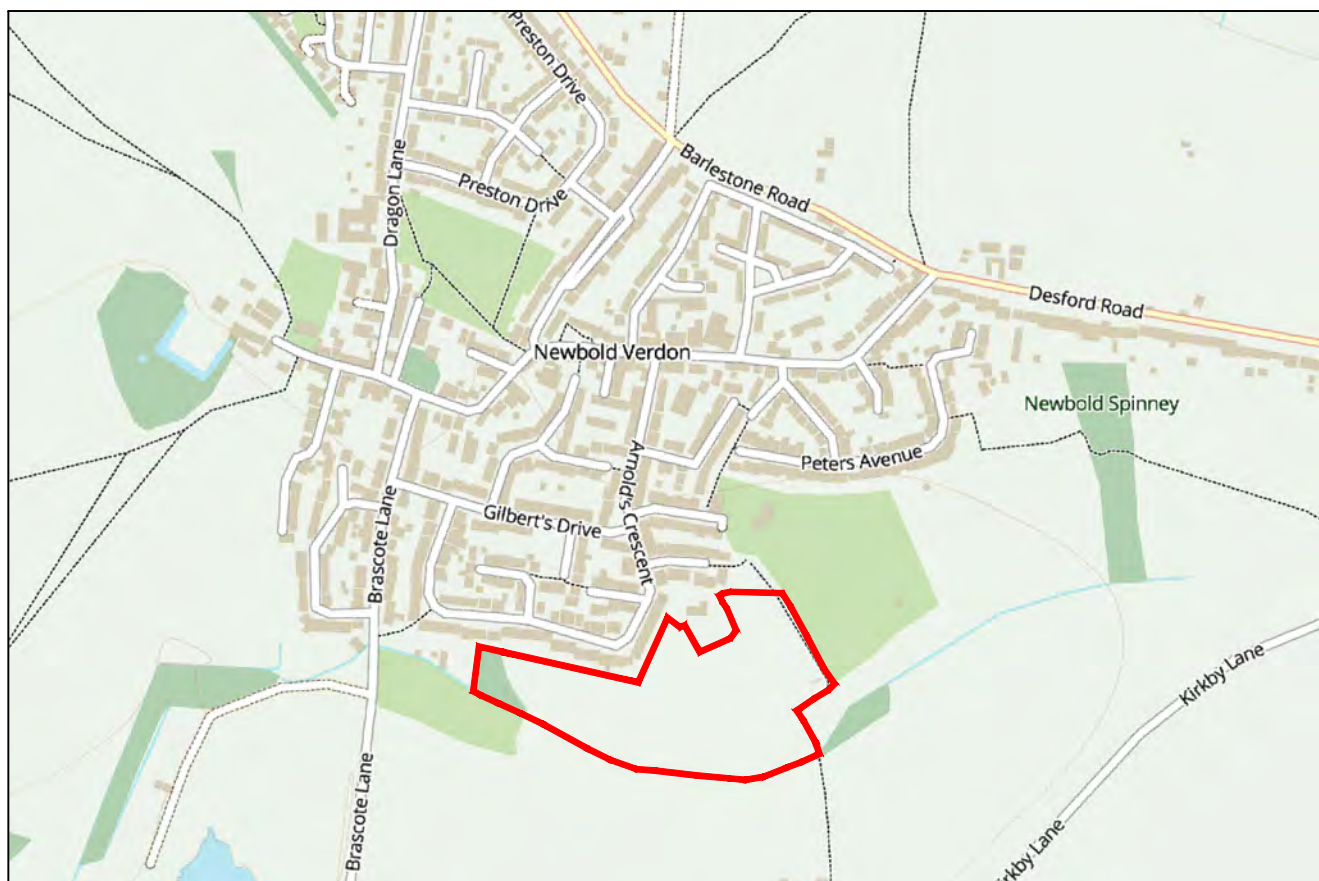 Preston Drive
Preston Drive
Dragon Lane
Barlestone Road
Desford Road
Newbold Verdon
Newbold Spinney
Arnold's Crescent
Peters Avenue
Gilbert's Drive
Brascote Lane
Kirkby Lane
Brascote Lane
Kirkby Lane